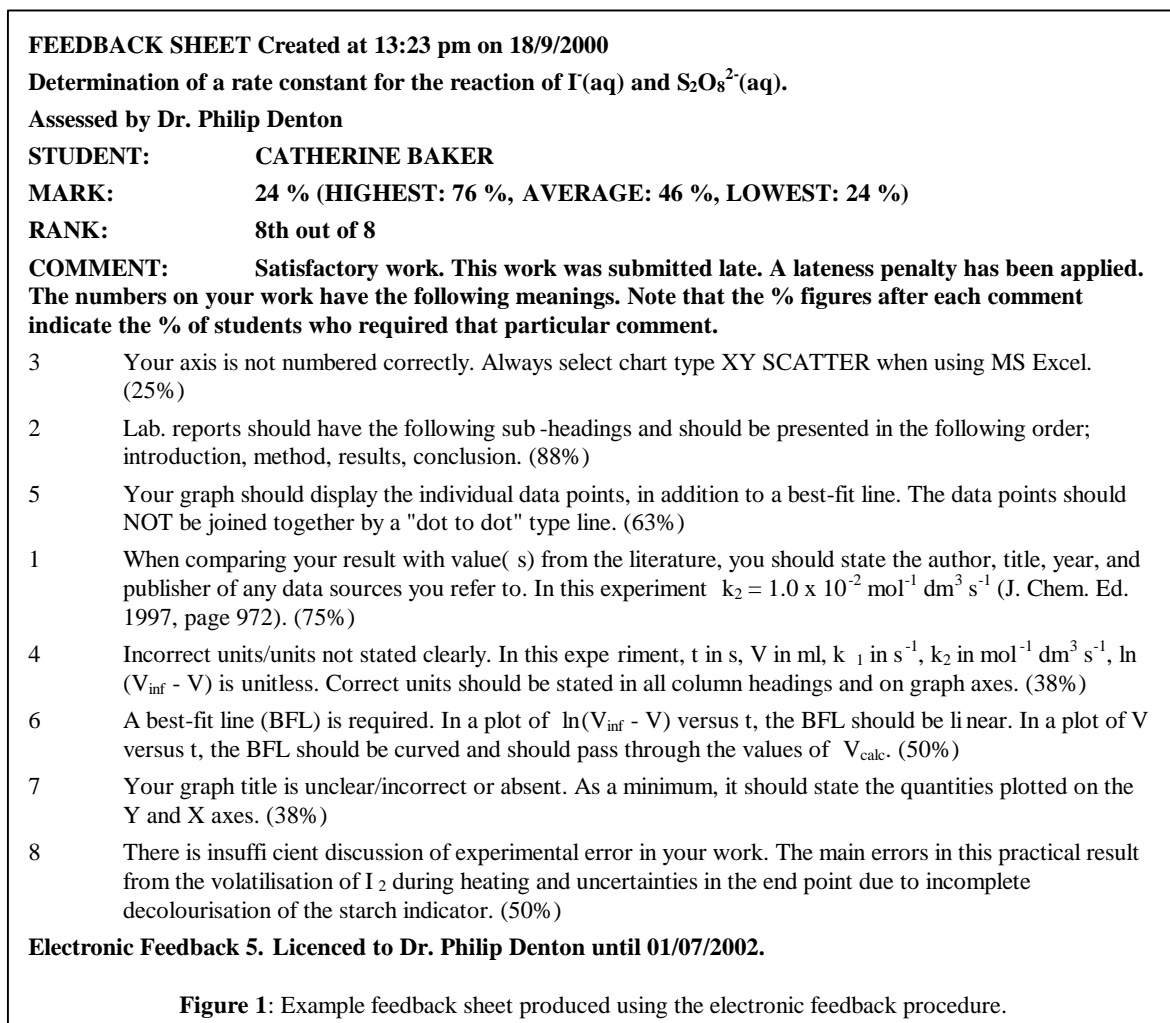 FEEDBACK SHEET Created at 13:23 pm on 18/9/2000
Determination of a rate constant for the reaction of I⁻(aq) and S₂O₈²⁻(aq).
Assessed by Dr. Philip Denton
STUDENT: CATHERINE BAKER
MARK: 24 % (HIGHEST: 76 %, AVERAGE: 46 %, LOWEST: 24 %)
RANK: 8th out of 8
COMMENT: Satisfactory work. This work was submitted late. A lateness penalty has been applied.
The numbers on your work have the following meanings. Note that the % figures after each comment
indicate the % of students who required that particular comment.
3 Your axis is not numbered correctly. Always select chart type XY SCATTER when using MS Excel.
(25%)
2 Lab. reports should have the following sub -headings and should be presented in the following order;
introduction, method, results, conclusion. (88%)
5 Your graph should display the individual data points, in addition to a best-fit line. The data points should
NOT be joined together by a "dot to dot" type line. (63%)
1 When comparing your result with value( s) from the literature, you should state the author, title, year, and
publisher of any data sources you refer to. In this experiment k₂ = 1.0 x 10⁻² mol⁻¹ dm³ s⁻¹ (J. Chem. Ed.
1997, page 972). (75%)
4 Incorrect units/units not stated clearly. In this expe riment, t in s, V in ml, k ₁ in s⁻¹, k₂ in mol⁻¹ dm³ s⁻¹, ln
(V_inf - V) is unitless. Correct units should be stated in all column headings and on graph axes. (38%)
6 A best-fit line (BFL) is required. In a plot of ln(V_inf - V) versus t, the BFL should be li near. In a plot of V
versus t, the BFL should be curved and should pass through the values of V_calc. (50%)
7 Your graph title is unclear/incorrect or absent. As a minimum, it should state the quantities plotted on the
Y and X axes. (38%)
8 There is insuffi cient discussion of experimental error in your work. The main errors in this practical result
from the volatilisation of I ₂ during heating and uncertainties in the end point due to incomplete
decolourisation of the starch indicator. (50%)
Electronic Feedback 5. Licenced to Dr. Philip Denton until 01/07/2002.
Figure 1: Example feedback sheet produced using the electronic feedback procedure.